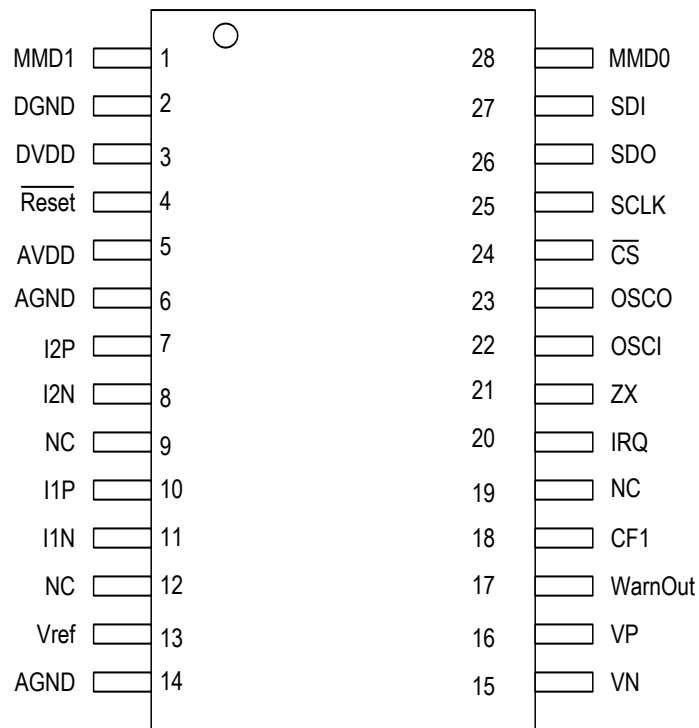 MMD1 1 28 MMD0
DGND 2 27 SDI
DVDD 3 26 SDO
Reset 4 25 SCLK
AVDD 5 24 CS
AGND 6 23 OSCO
I2P 7 22 OSCI
I2N 8 21 ZX
NC 9 20 IRQ
I1P 10 19 NC
I1N 11 18 CF1
NC 12 17 WarnOut
Vref 13 16 VP
AGND 14 15 VN